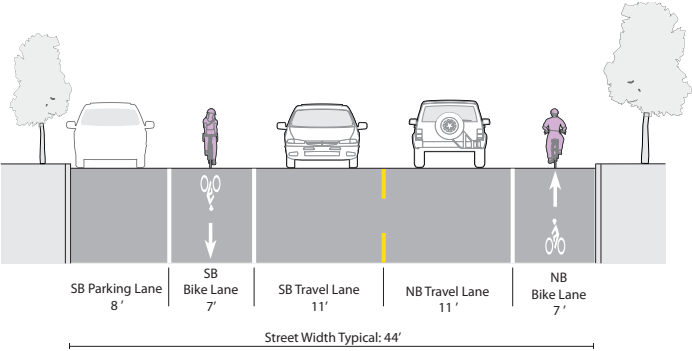 SB Parking Lane
8 ′
SB
Bike Lane
7′
SB Travel Lane
11′
NB Travel Lane
11 ′
NB
Bike Lane
7 ′
Street Width Typical: 44′